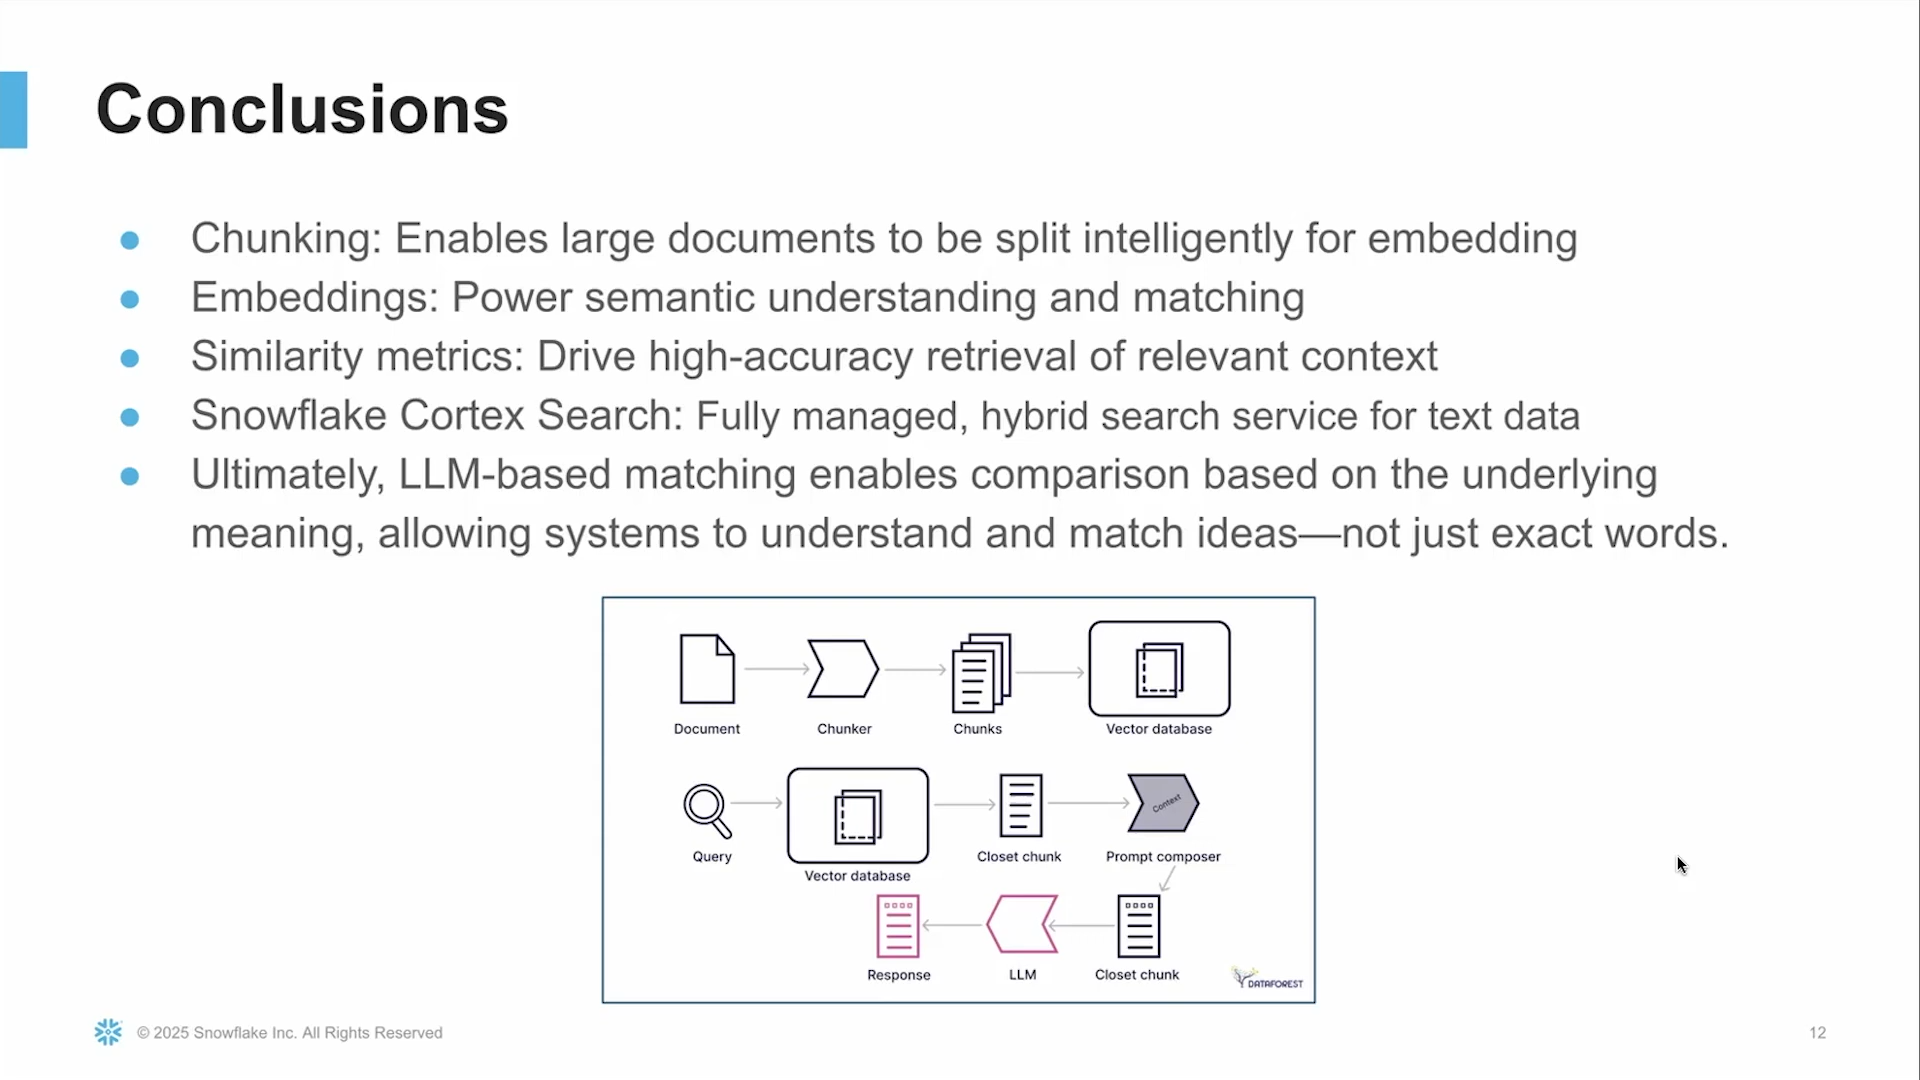 Conclusions
● Chunking: Enables large documents to be split intelligently for embedding
● Embeddings: Power semantic understanding and matching
● Similarity metrics: Drive high-accuracy retrieval of relevant context
● Snowflake Cortex Search: Fully managed, hybrid search service for text data
● Ultimately, LLM-based matching enables comparison based on the underlying
meaning, allowing systems to understand and match ideas—not just exact words.
Document Chunker Chunks Vector database
Context
Query Closet chunk Prompt composer
Vector database
Response LLM Closet chunk
DATAFOREST
© 2025 Snowflake Inc. All Rights Reserved 12